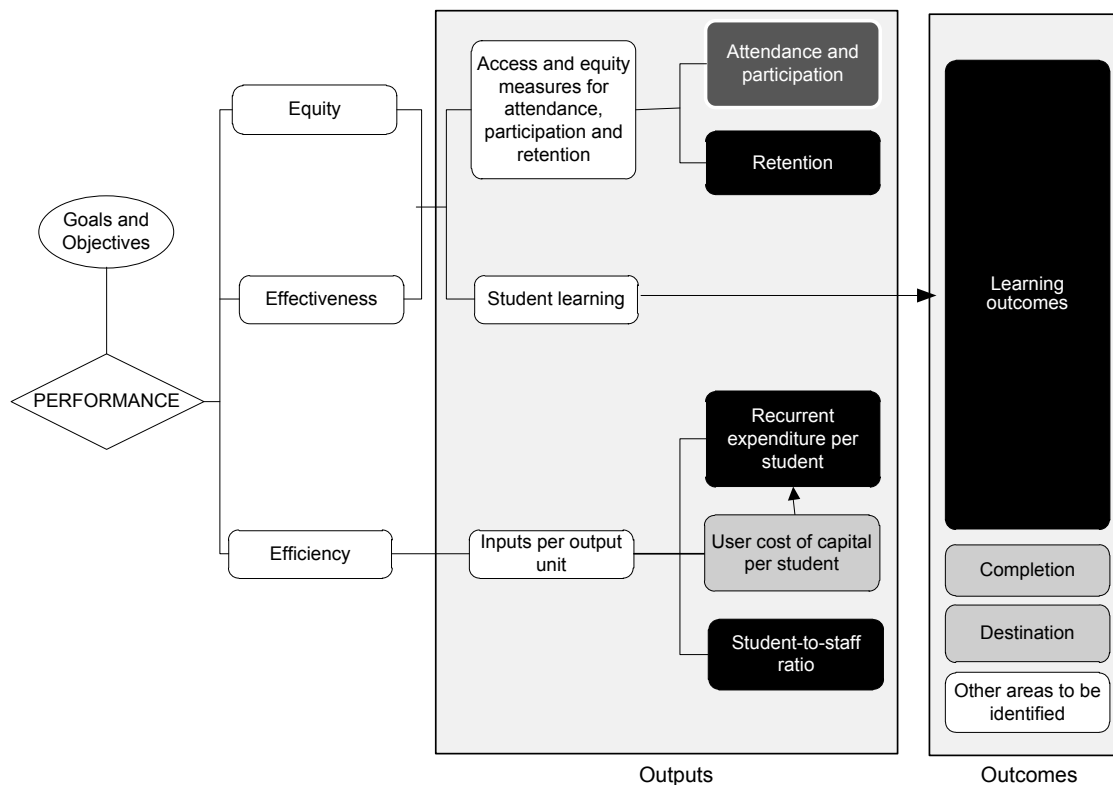 Goals and
Objectives
PERFORMANCE
Equity
Effectiveness
Efficiency
Access and equity
measures for
attendance,
participation and
retention
Student learning
Inputs per output
unit
Attendance and
participation
Retention
Recurrent
expenditure per
student
User cost of capital
per student
Student-to-staff
ratio
Outputs
Learning
outcomes
Completion
Destination
Other areas to be
identified
Outcomes